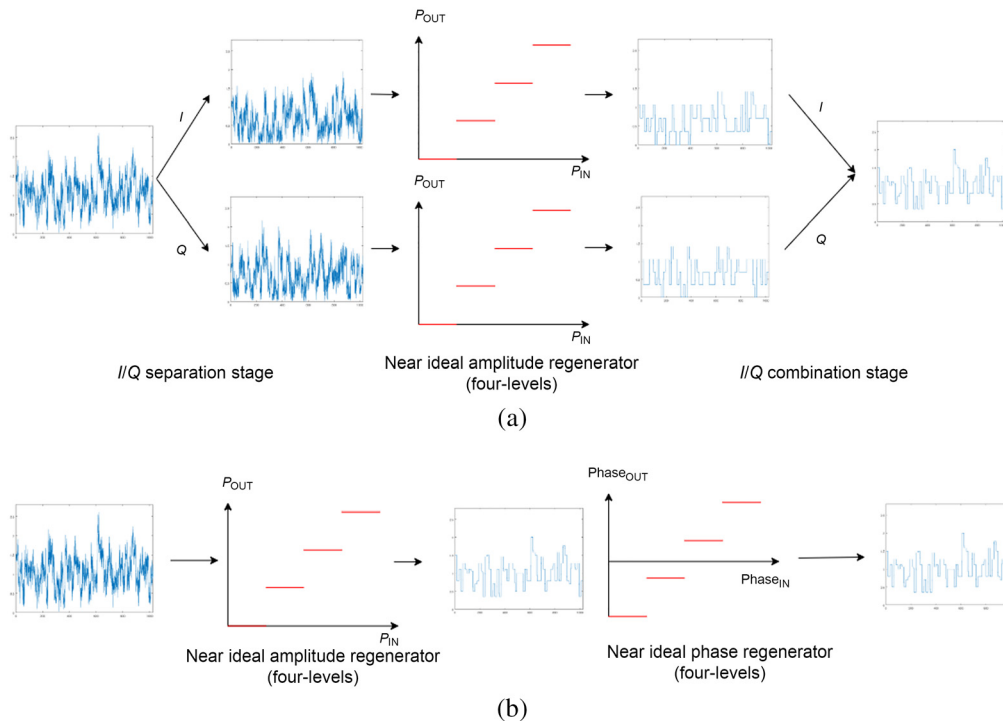 P_OUT
I
I
P_IN
P_OUT
Q
Q
P_IN
I/Q separation stage
Near ideal amplitude regenerator
(four-levels)
I/Q combination stage
(a)
P_OUT
Phase_OUT
Phase_IN
P_IN
Near ideal amplitude regenerator
(four-levels)
Near ideal phase regenerator
(four-levels)
(b)